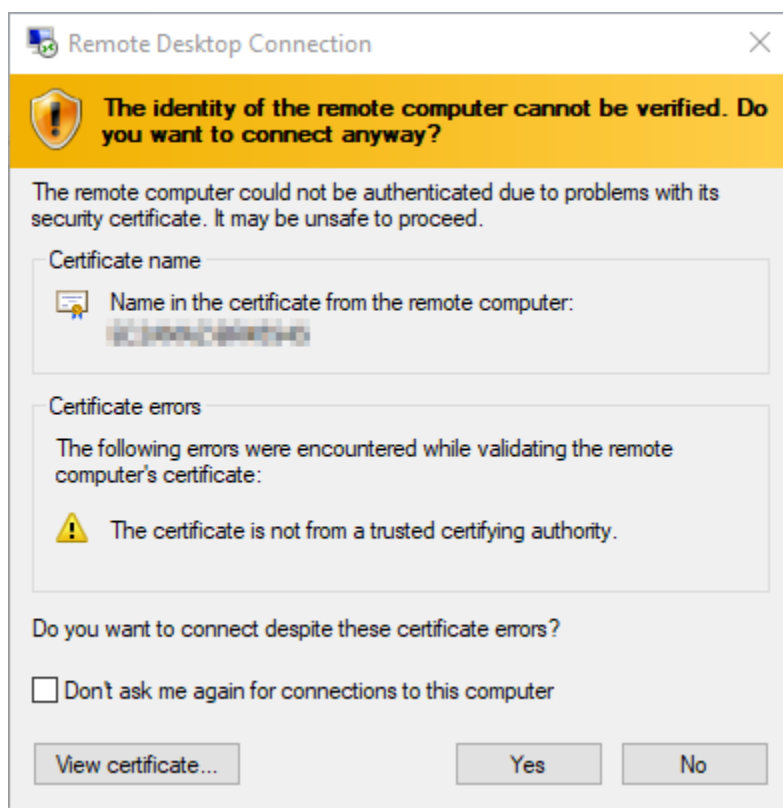 Remote Desktop Connection
The identity of the remote computer cannot be verified. Do
you want to connect anyway?
The remote computer could not be authenticated due to problems with its
security certificate. It may be unsafe to proceed.
Certificate name
Name in the certificate from the remote computer:
Certificate errors
The following errors were encountered while validating the remote
computer's certificate:
The certificate is not from a trusted certifying authority.
Do you want to connect despite these certificate errors?
Don't ask me again for connections to this computer
View certificate...
Yes
No